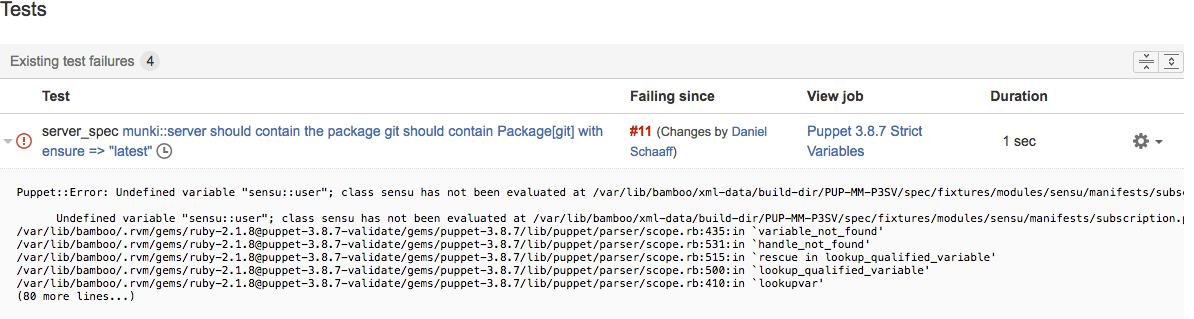 Tests
Existing test failures 4
Test Failing since View job Duration
server_spec munki::server should contain the package git should contain Package[git] with
ensure => "latest"
#11 (Changes by Daniel
Schaaff)
Puppet 3.8.7 Strict
Variables
1 sec
Puppet::Error: Undefined variable "sensu::user"; class sensu has not been evaluated at /var/lib/bamboo/xml-data/build-dir/PUP-MM-P3SV/spec/fixtures/modules/sensu/manifests/subsc
Undefined variable "sensu::user"; class sensu has not been evaluated at /var/lib/bamboo/xml-data/build-dir/PUP-MM-P3SV/spec/fixtures/modules/sensu/manifests/subscription.p
/var/lib/bamboo/.rvm/gems/ruby-2.1.8@puppet-3.8.7-validate/gems/puppet-3.8.7/lib/puppet/parser/scope.rb:435:in `variable_not_found'
/var/lib/bamboo/.rvm/gems/ruby-2.1.8@puppet-3.8.7-validate/gems/puppet-3.8.7/lib/puppet/parser/scope.rb:531:in `handle_not_found'
/var/lib/bamboo/.rvm/gems/ruby-2.1.8@puppet-3.8.7-validate/gems/puppet-3.8.7/lib/puppet/parser/scope.rb:515:in `rescue in lookup_qualified_variable'
/var/lib/bamboo/.rvm/gems/ruby-2.1.8@puppet-3.8.7-validate/gems/puppet-3.8.7/lib/puppet/parser/scope.rb:500:in `lookup_qualified_variable'
/var/lib/bamboo/.rvm/gems/ruby-2.1.8@puppet-3.8.7-validate/gems/puppet-3.8.7/lib/puppet/parser/scope.rb:410:in `lookupvar'
(80 more lines...)